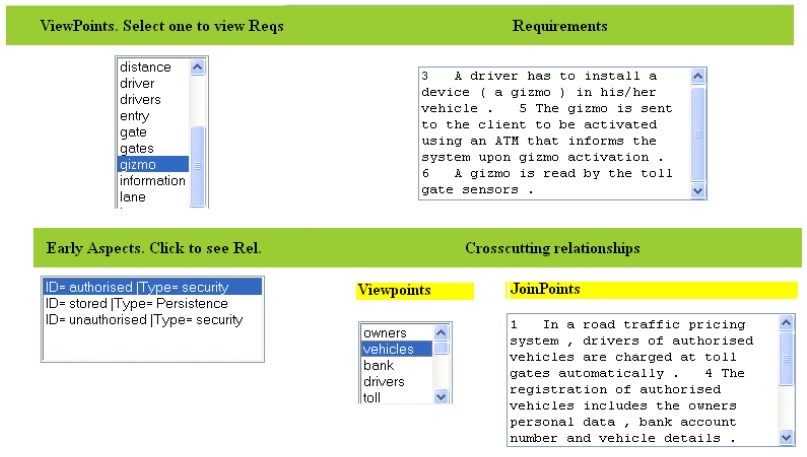 ViewPoints. Select one to view Reqs
Requirements
distance
driver
drivers
entry
gate
gates
gizmo
information
lane
3 A driver has to install a
device ( a gizmo ) in his/her
vehicle . 5 The gizmo is sent
to the client to be activated
using an ATM that informs the
system upon gizmo activation .
6 A gizmo is read by the toll
gate sensors .
Early Aspects. Click to see Rel.
Crosscutting relationships
ID= authorised |Type= security
ID= stored |Type= Persistence
ID= unauthorised |Type= security
Viewpoints
owners
vehicles
bank
drivers
toll
JoinPoints
1 In a road traffic pricing
system , drivers of authorised
vehicles are charged at toll
gates automatically . 4 The
registration of authorised
vehicles includes the owners
personal data , bank account
number and vehicle details .